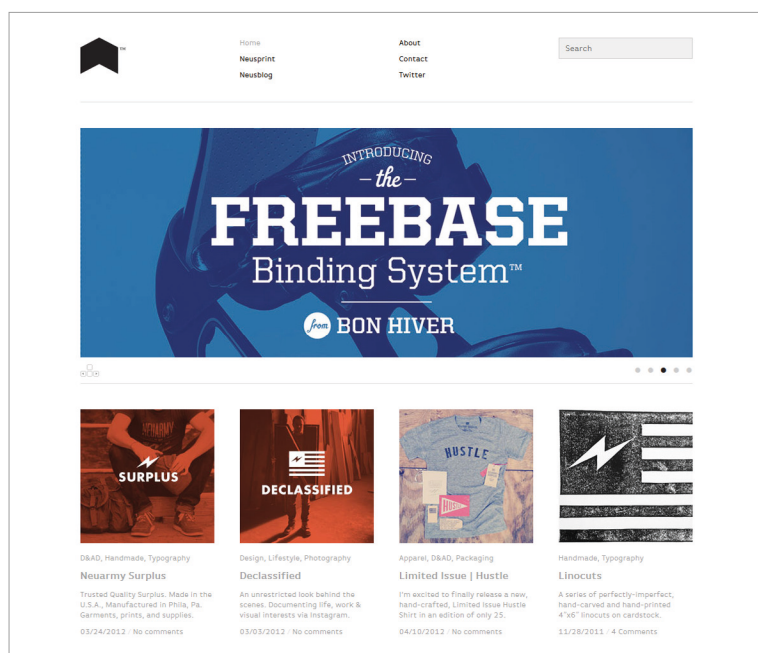 TM
Home
Neusprint
Neusblog
About
Contact
Twitter
Search
INTRODUCING
the
FREEBASE
Binding System™
from BON HIVER
SURPLUS
DECLASSIFIED
NEUARMY
HUSTLE
D&AD, Handmade, Typography
Neuarmy Surplus
Trusted Quality Surplus. Made in the
U.S.A., Manufactured in Phila, Pa.
Garments, prints, and supplies.
03/24/2012 / No comments
Design, Lifestyle, Photography
Declassified
An unrestricted look behind the
scenes. Documenting life, work &
visual interests via Instagram.
03/03/2012 / No comments
Apparel, D&AD, Packaging
Limited Issue | Hustle
I'm excited to finally release a new,
hand-crafted, Limited Issue Hustle
Shirt in an edition of only 25.
04/10/2012 / No comments
Handmade, Typography
Linocuts
A series of perfectly-imperfect,
hand-carved and hand-printed
4"x6" linocuts on cardstock.
11/28/2011 / 4 Comments